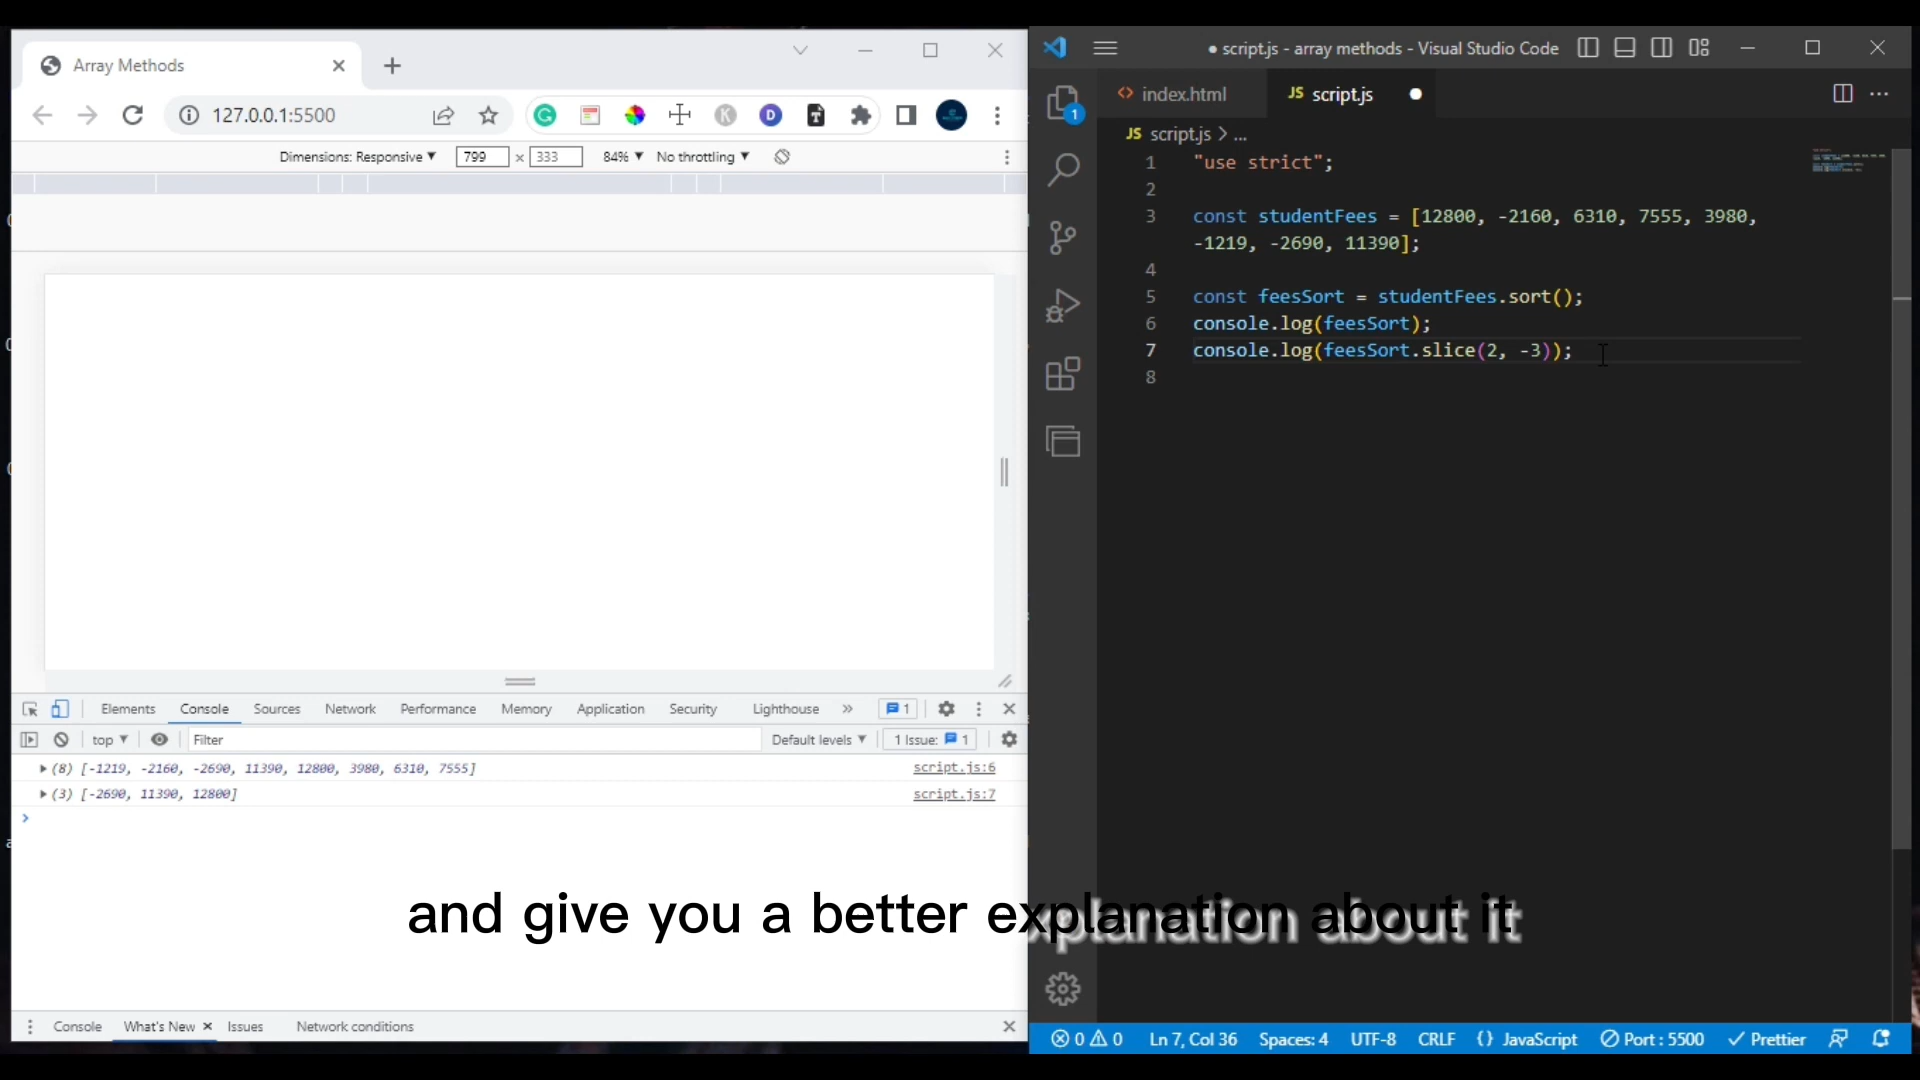 Array Methods
127.0.0.1:5500
Dimensions: Responsive ▼ 799 × 333 84% ▼ No throttling ▼
Elements Console Sources Network Performance Memory Application Security Lighthouse » 1
top ▼ Filter Default levels ▼ 1 Issue: 1
(8) [-1219, -2160, -2690, 11390, 12800, 3980, 6310, 7555] script.js:6
(3) [-2690, 11390, 12800] script.js:7
Console What's New × Issues Network conditions
● script.js - array methods - Visual Studio Code
index.html JS script.js ●
1
JS script.js > ...
1 "use strict";
2
3 const studentFees = [12800, -2160, 6310, 7555, 3980,
-1219, -2690, 11390];
4
5 const feesSort = studentFees.sort();
6 console.log(feesSort);
7 console.log(feesSort.slice(2, -3));
8
and give you a better explanation about it
0 0 Ln 7, Col 36 Spaces: 4 UTF-8 CRLF {} JavaScript Port : 5500 Prettier